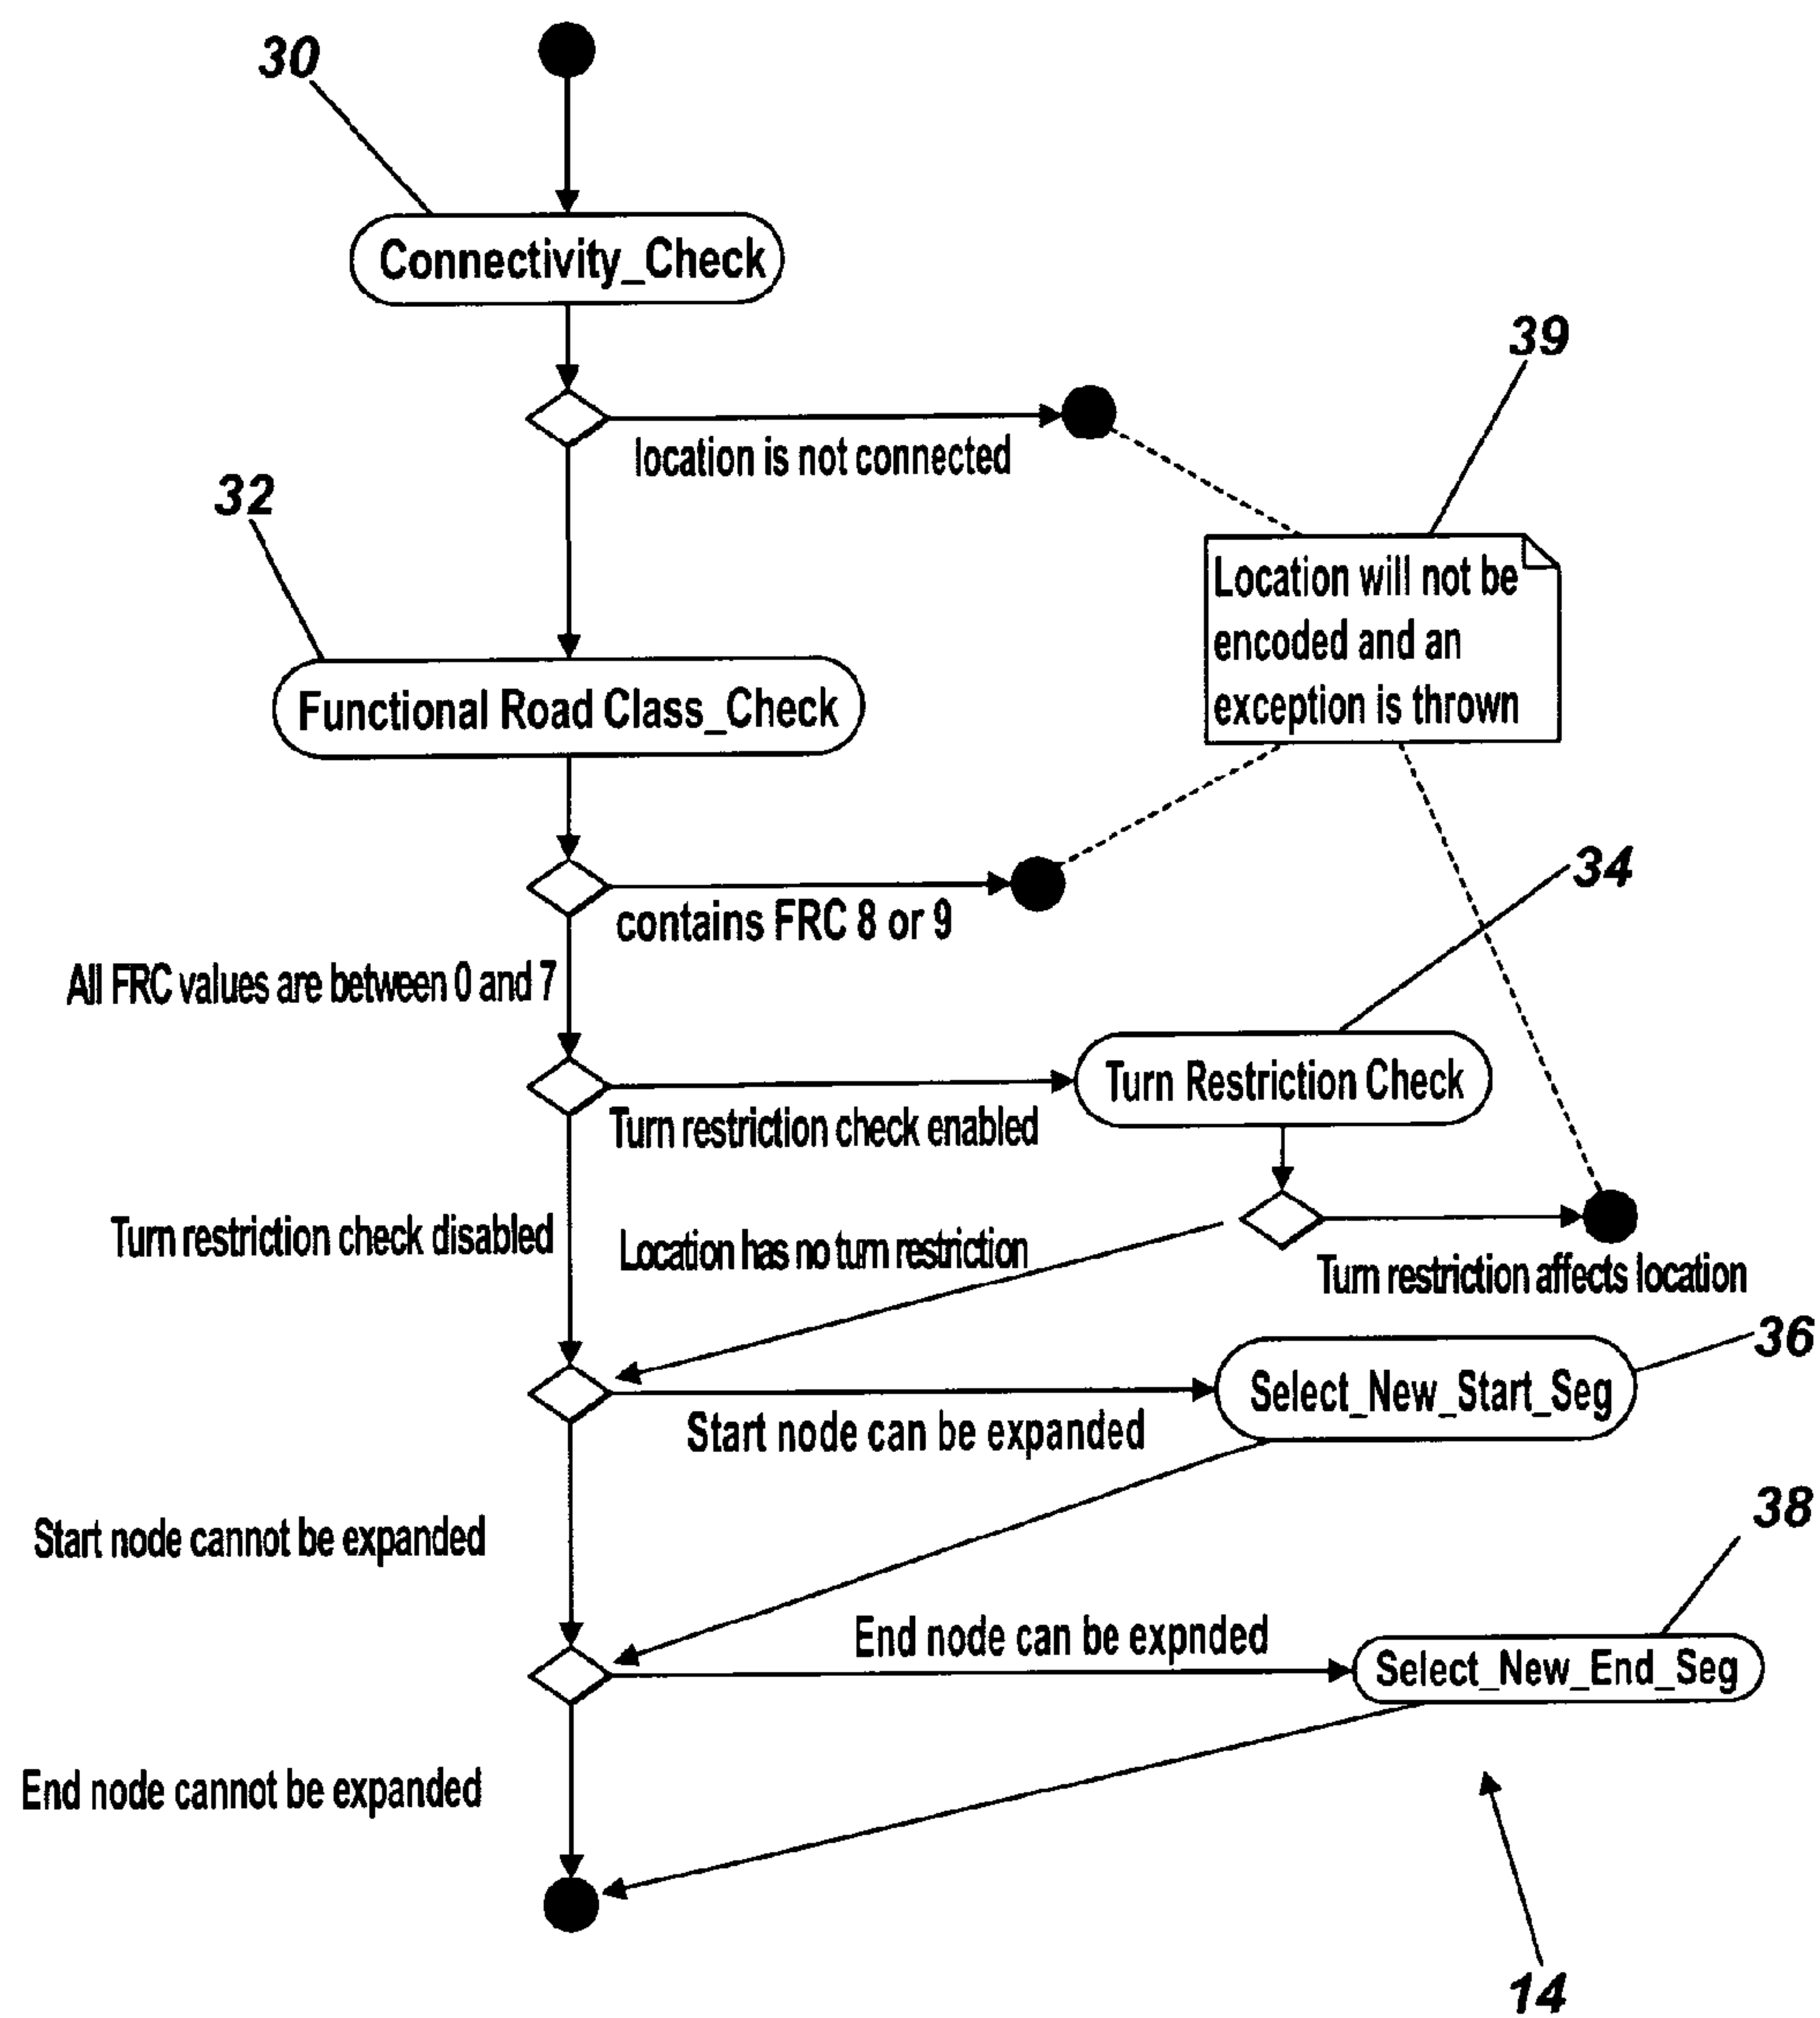 30
Connectivity_Check
39
location is not connected
32
Location will not be
encoded and an
exception is thrown
Functional Road Class_Check
34
contains FRC 8 or 9
All FRC values are between 0 and 7
Turn Restriction Check
Turn restriction check enabled
Turn restriction check disabled
Location has no turn restriction
Turn restriction affects location
36
Select_New_Start_Seg
Start node can be expanded
38
Start node cannot be expanded
End node can be expnded
Select_New_End_Seg
End node cannot be expanded
14